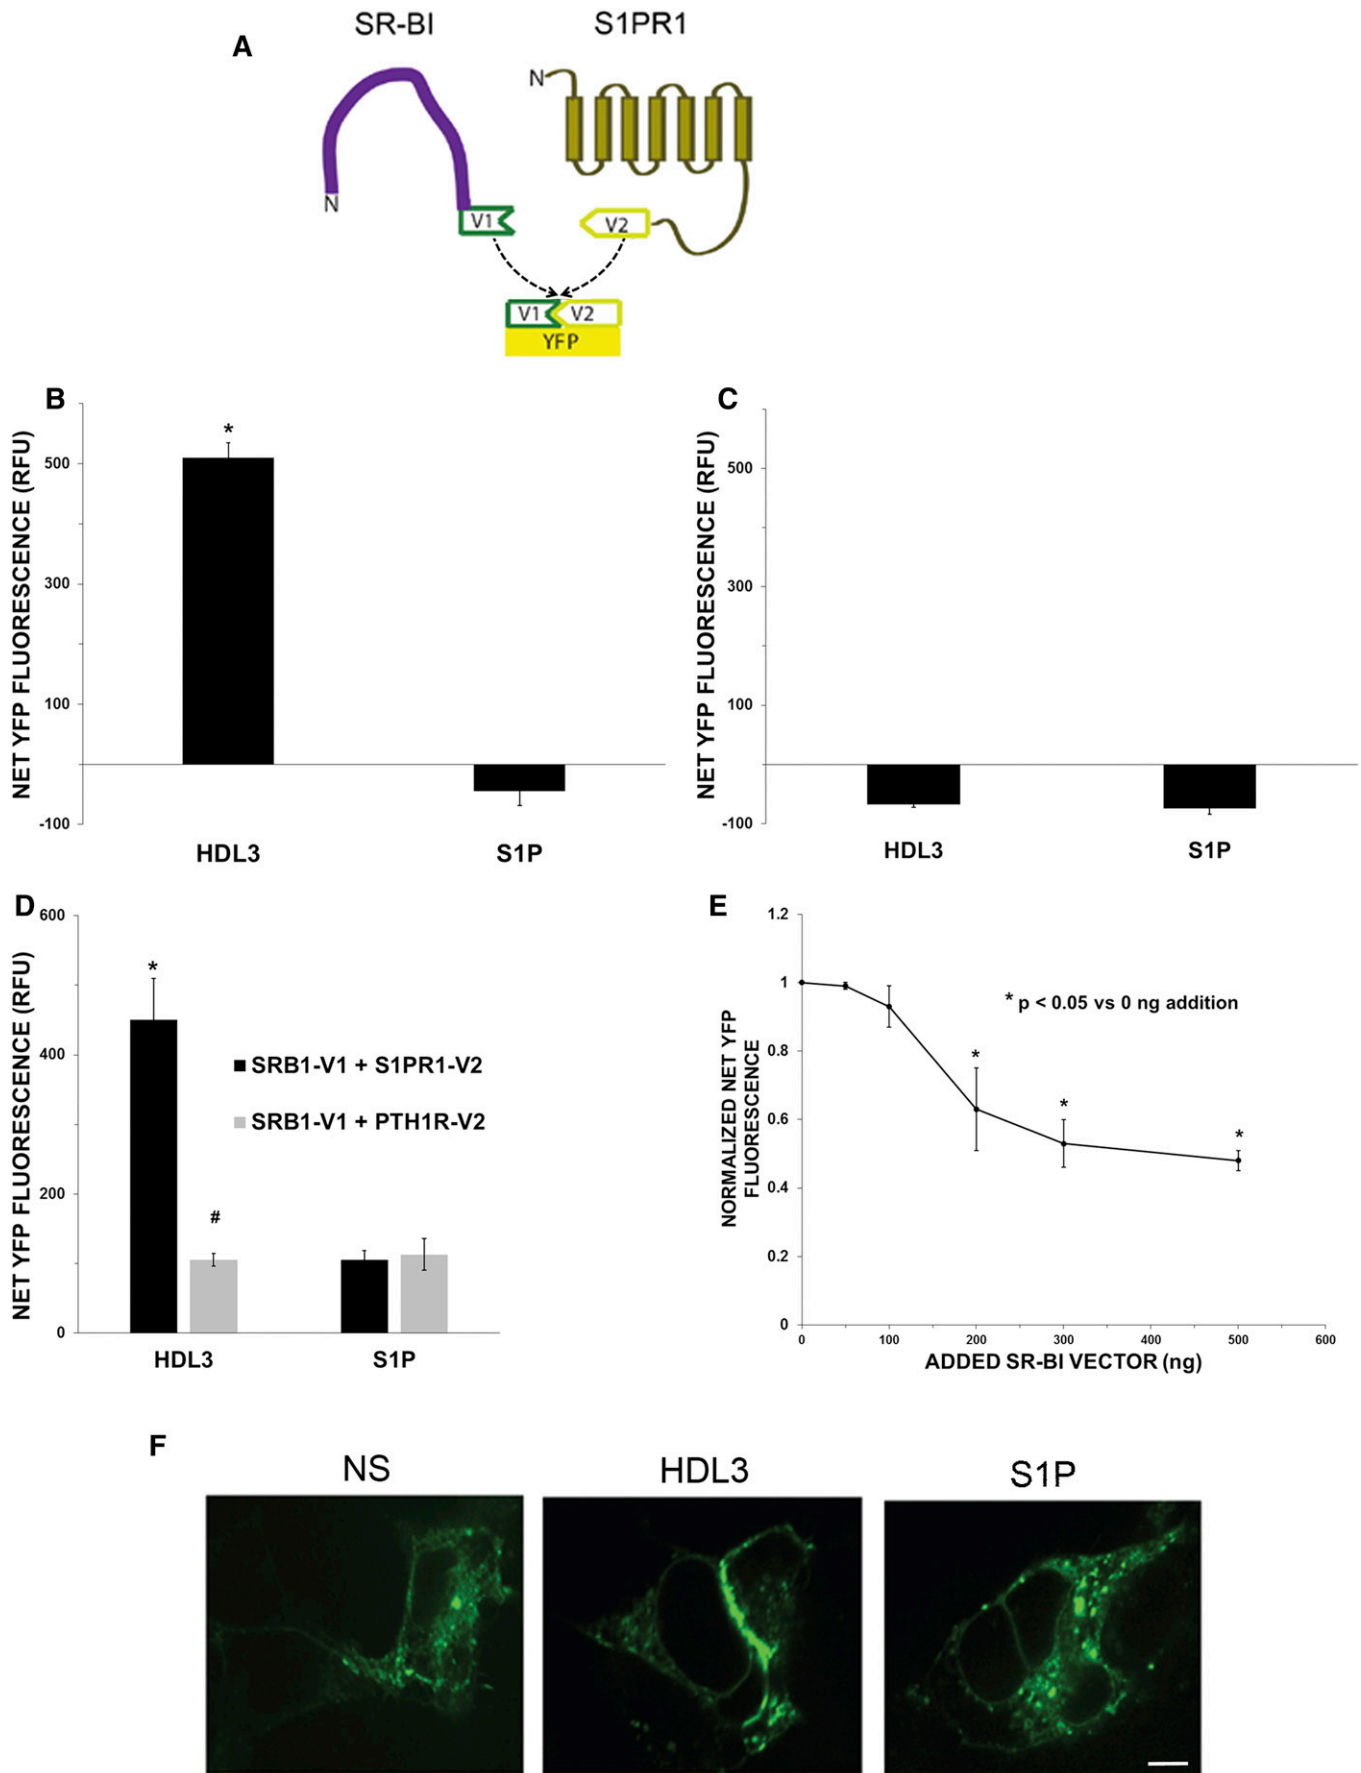 A
SR-BI
S1PR1
N
N
V1
V2
V1
V2
YFP
B
NET YFP FLUORESCENCE (RFU)
500
300
100
-100
*
HDL3
S1P
C
NET YFP FLUORESCENCE (RFU)
500
300
100
-100
HDL3
S1P
D
NET YFP FLUORESCENCE (RFU)
600
400
200
0
*
#
SRB1-V1 + S1PR1-V2
SRB1-V1 + PTH1R-V2
HDL3
S1P
E
NORMALIZED NET YFP
FLUORESCENCE
1.2
1
0.8
0.6
0.4
0.2
0
* p < 0.05 vs 0 ng addition
*
*
*
0 100 200 300 400 500 600
ADDED SR-BI VECTOR (ng)
F
NS
HDL3
S1P